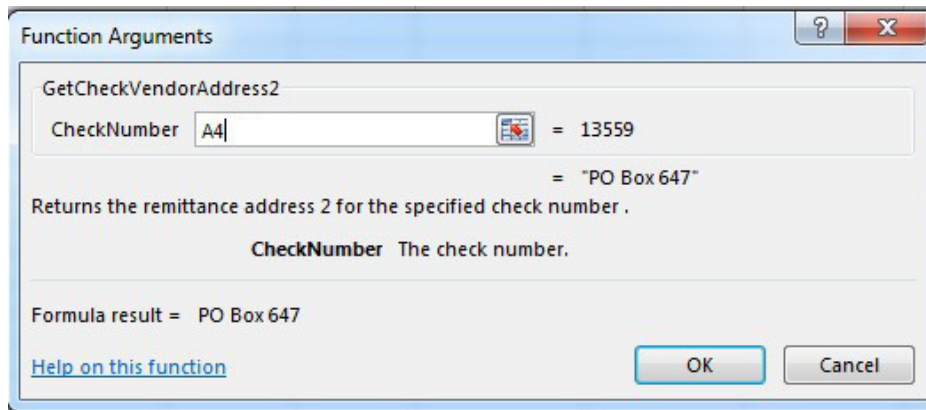 Function Arguments
? X
GetCheckVendorAddress2
CheckNumber A4 = 13559
= "PO Box 647"
Returns the remittance address 2 for the specified check number .
CheckNumber The check number.
Formula result = PO Box 647
Help on this function OK Cancel